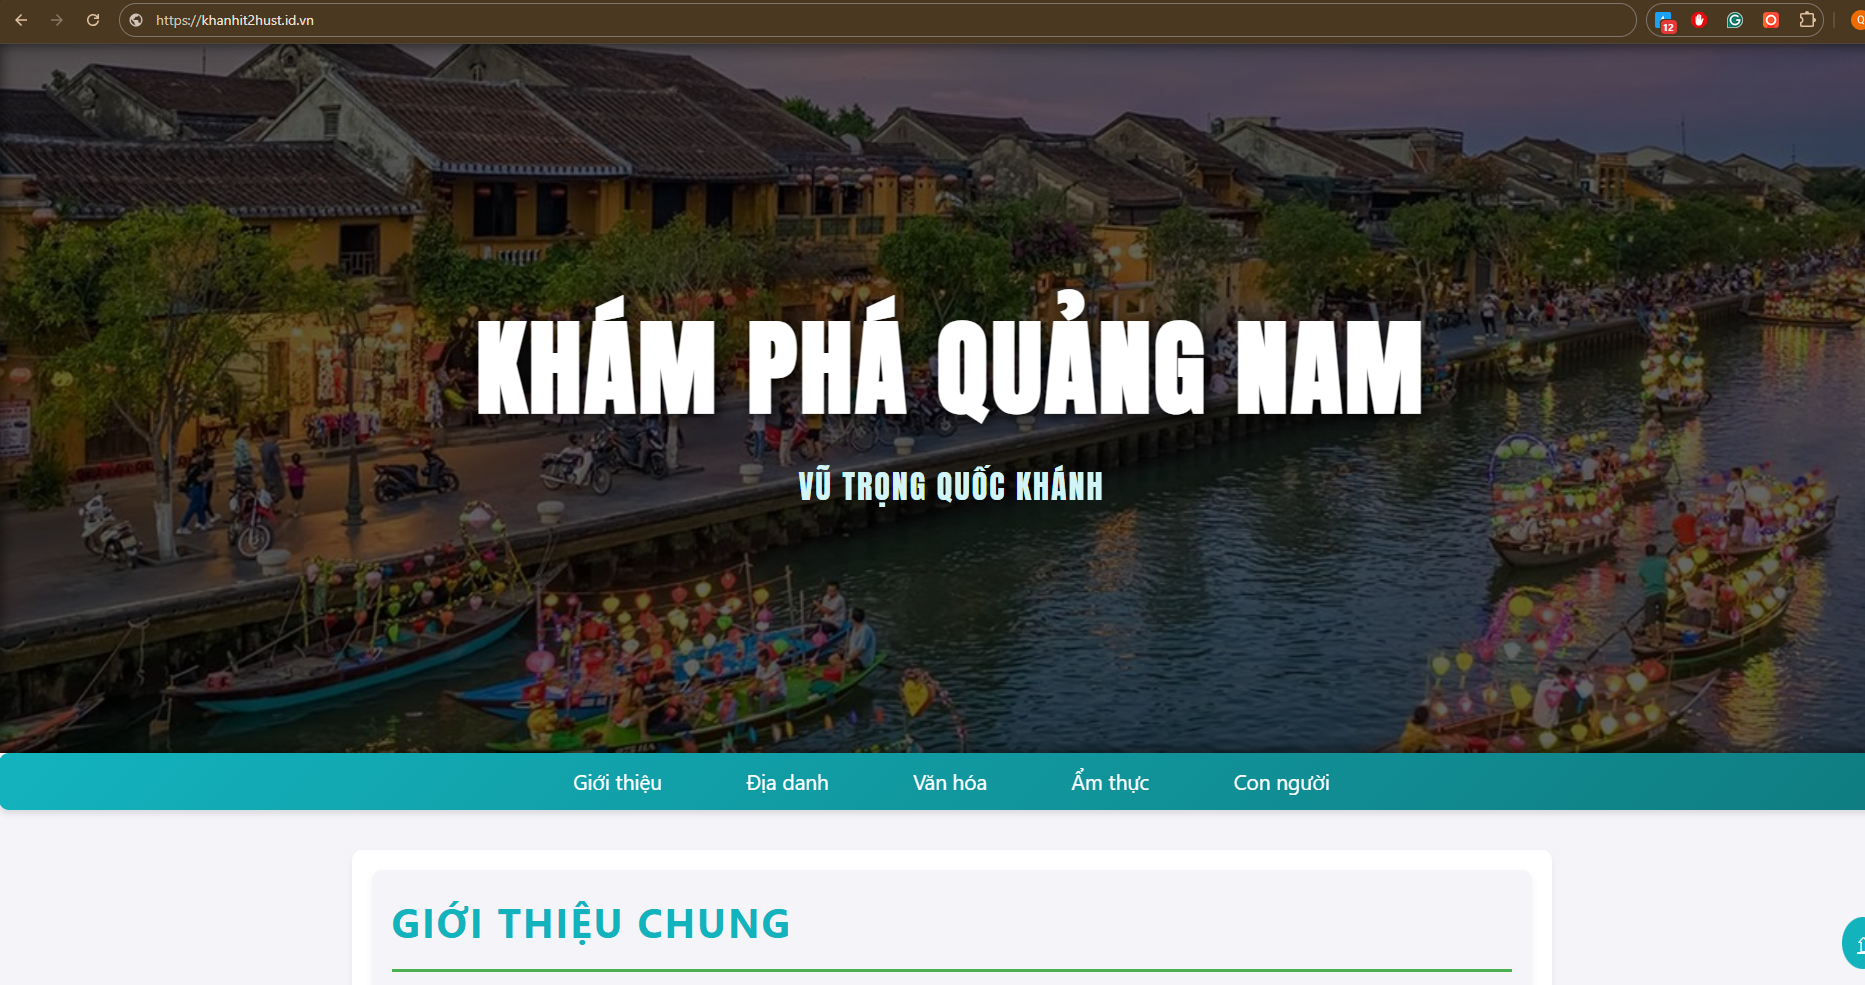 https://khanhit2hust.id.vn
12
KHÁM PHÁ QUẢNG NAM
VŨ TRỌNG QUỐC KHÁNH
Giới thiệu Địa danh Văn hóa Ẩm thực Con người
GIỚI THIỆU CHUNG